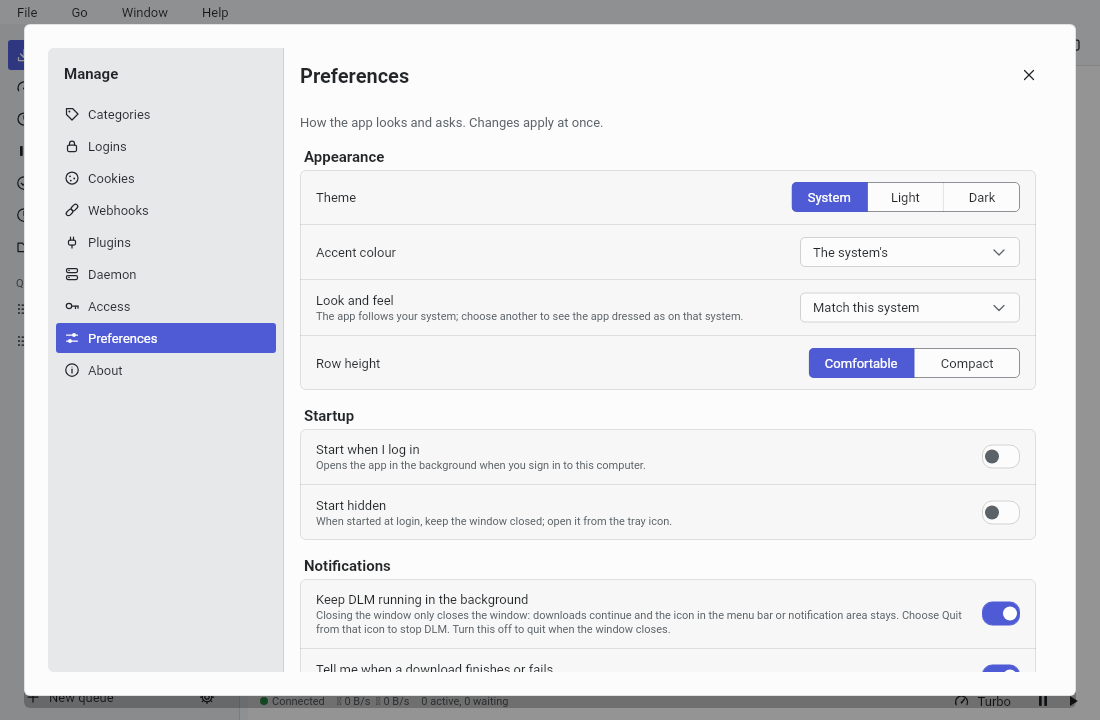 File Go Window Help
Manage
Categories
Logins
Cookies
Webhooks
Plugins
Daemon
Access
Preferences
About
Preferences
How the app looks and asks. Changes apply at once.
Appearance
Theme
System Light Dark
Accent colour
The system's
Look and feel
The app follows your system; choose another to see the app dressed as on that system.
Match this system
Row height
Comfortable Compact
Startup
Start when I log in
Opens the app in the background when you sign in to this computer.
Start hidden
When started at login, keep the window closed; open it from the tray icon.
Notifications
Keep DLM running in the background
Closing the window only closes the window: downloads continue and the icon in the menu bar or notification area stays. Choose Quit
from that icon to stop DLM. Turn this off to quit when the window closes.
Tell me when a download finishes or fails
New queue
Connected 0 B/s 0 B/s 0 active, 0 waiting
Turbo